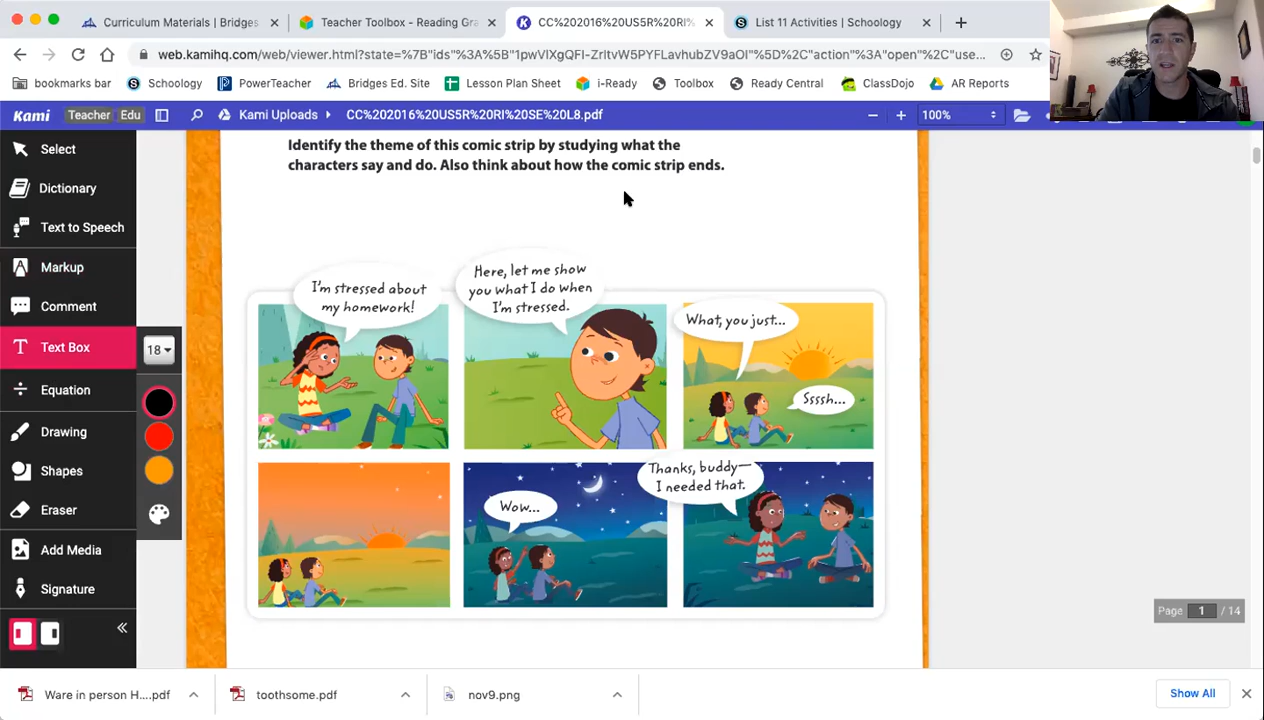 Curriculum Materials | Bridges
Teacher Toolbox - Reading Gra
CC%202016%20US5R%20RI%
List 11 Activities | Schoology
web.kamihq.com/web/viewer.html?state=%7B"ids"%3A%5B"1pwVlXgQFI-ZrltvW5PYFLavhubZV9aOI"%5D%2C"action"%3A"open"%2C"use...
bookmarks bar
Schoology
PowerTeacher
Bridges Ed. Site
Lesson Plan Sheet
i-Ready
Toolbox
Ready Central
ClassDojo
AR Reports
Kami
Teacher
Edu
Kami Uploads
CC%202016%20US5R%20RI%20SE%20L8.pdf
100%
Select
Dictionary
Text to Speech
Markup
Comment
Text Box
18
Equation
Drawing
Shapes
Eraser
Add Media
Signature
Identify the theme of this comic strip by studying what the
characters say and do. Also think about how the comic strip ends.
I'm stressed about
my homework!
Here, let me show
you what I do when
I'm stressed.
What, you just...
Ssssh...
Wow...
Thanks, buddy—
I needed that.
Page 1 / 14
Ware in person H....pdf
toothsome.pdf
nov9.png
Show All